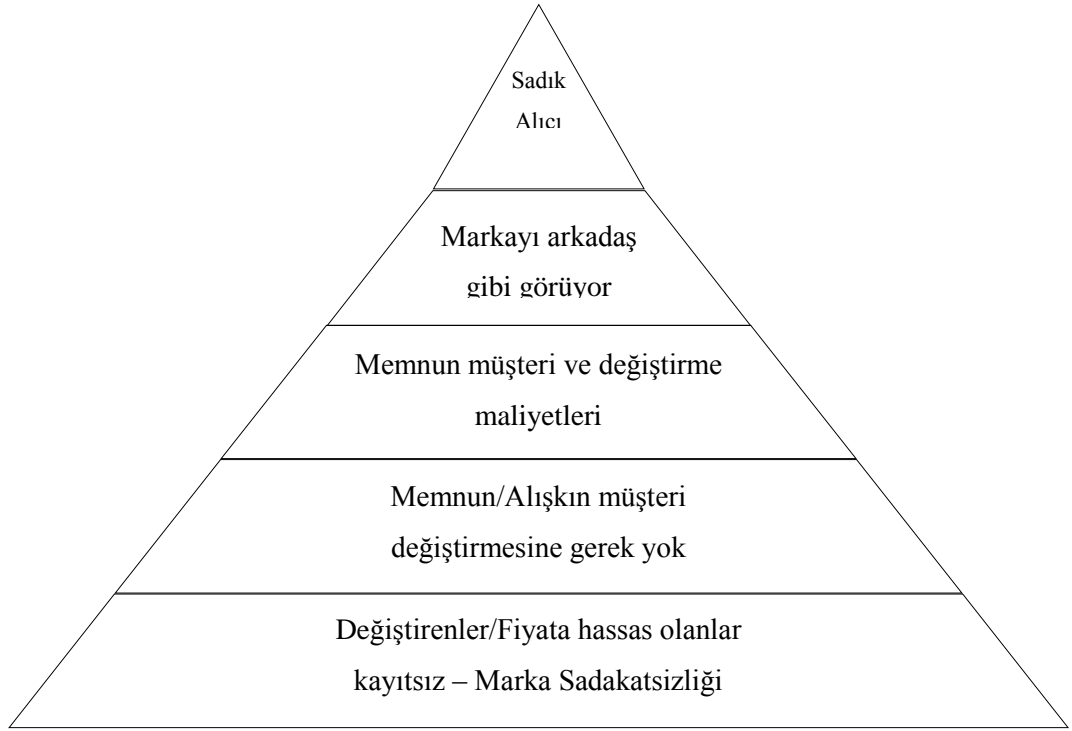 Sadık
Alıcı
Markayı arkadaş
gibi görüyor
Memnun müşteri ve değiştirme
maliyetleri
Memnun/Alışkın müşteri
değiştirmesine gerek yok
Değiştirenler/Fiyata hassas olanlar
kayıtsız – Marka Sadakatsizliği